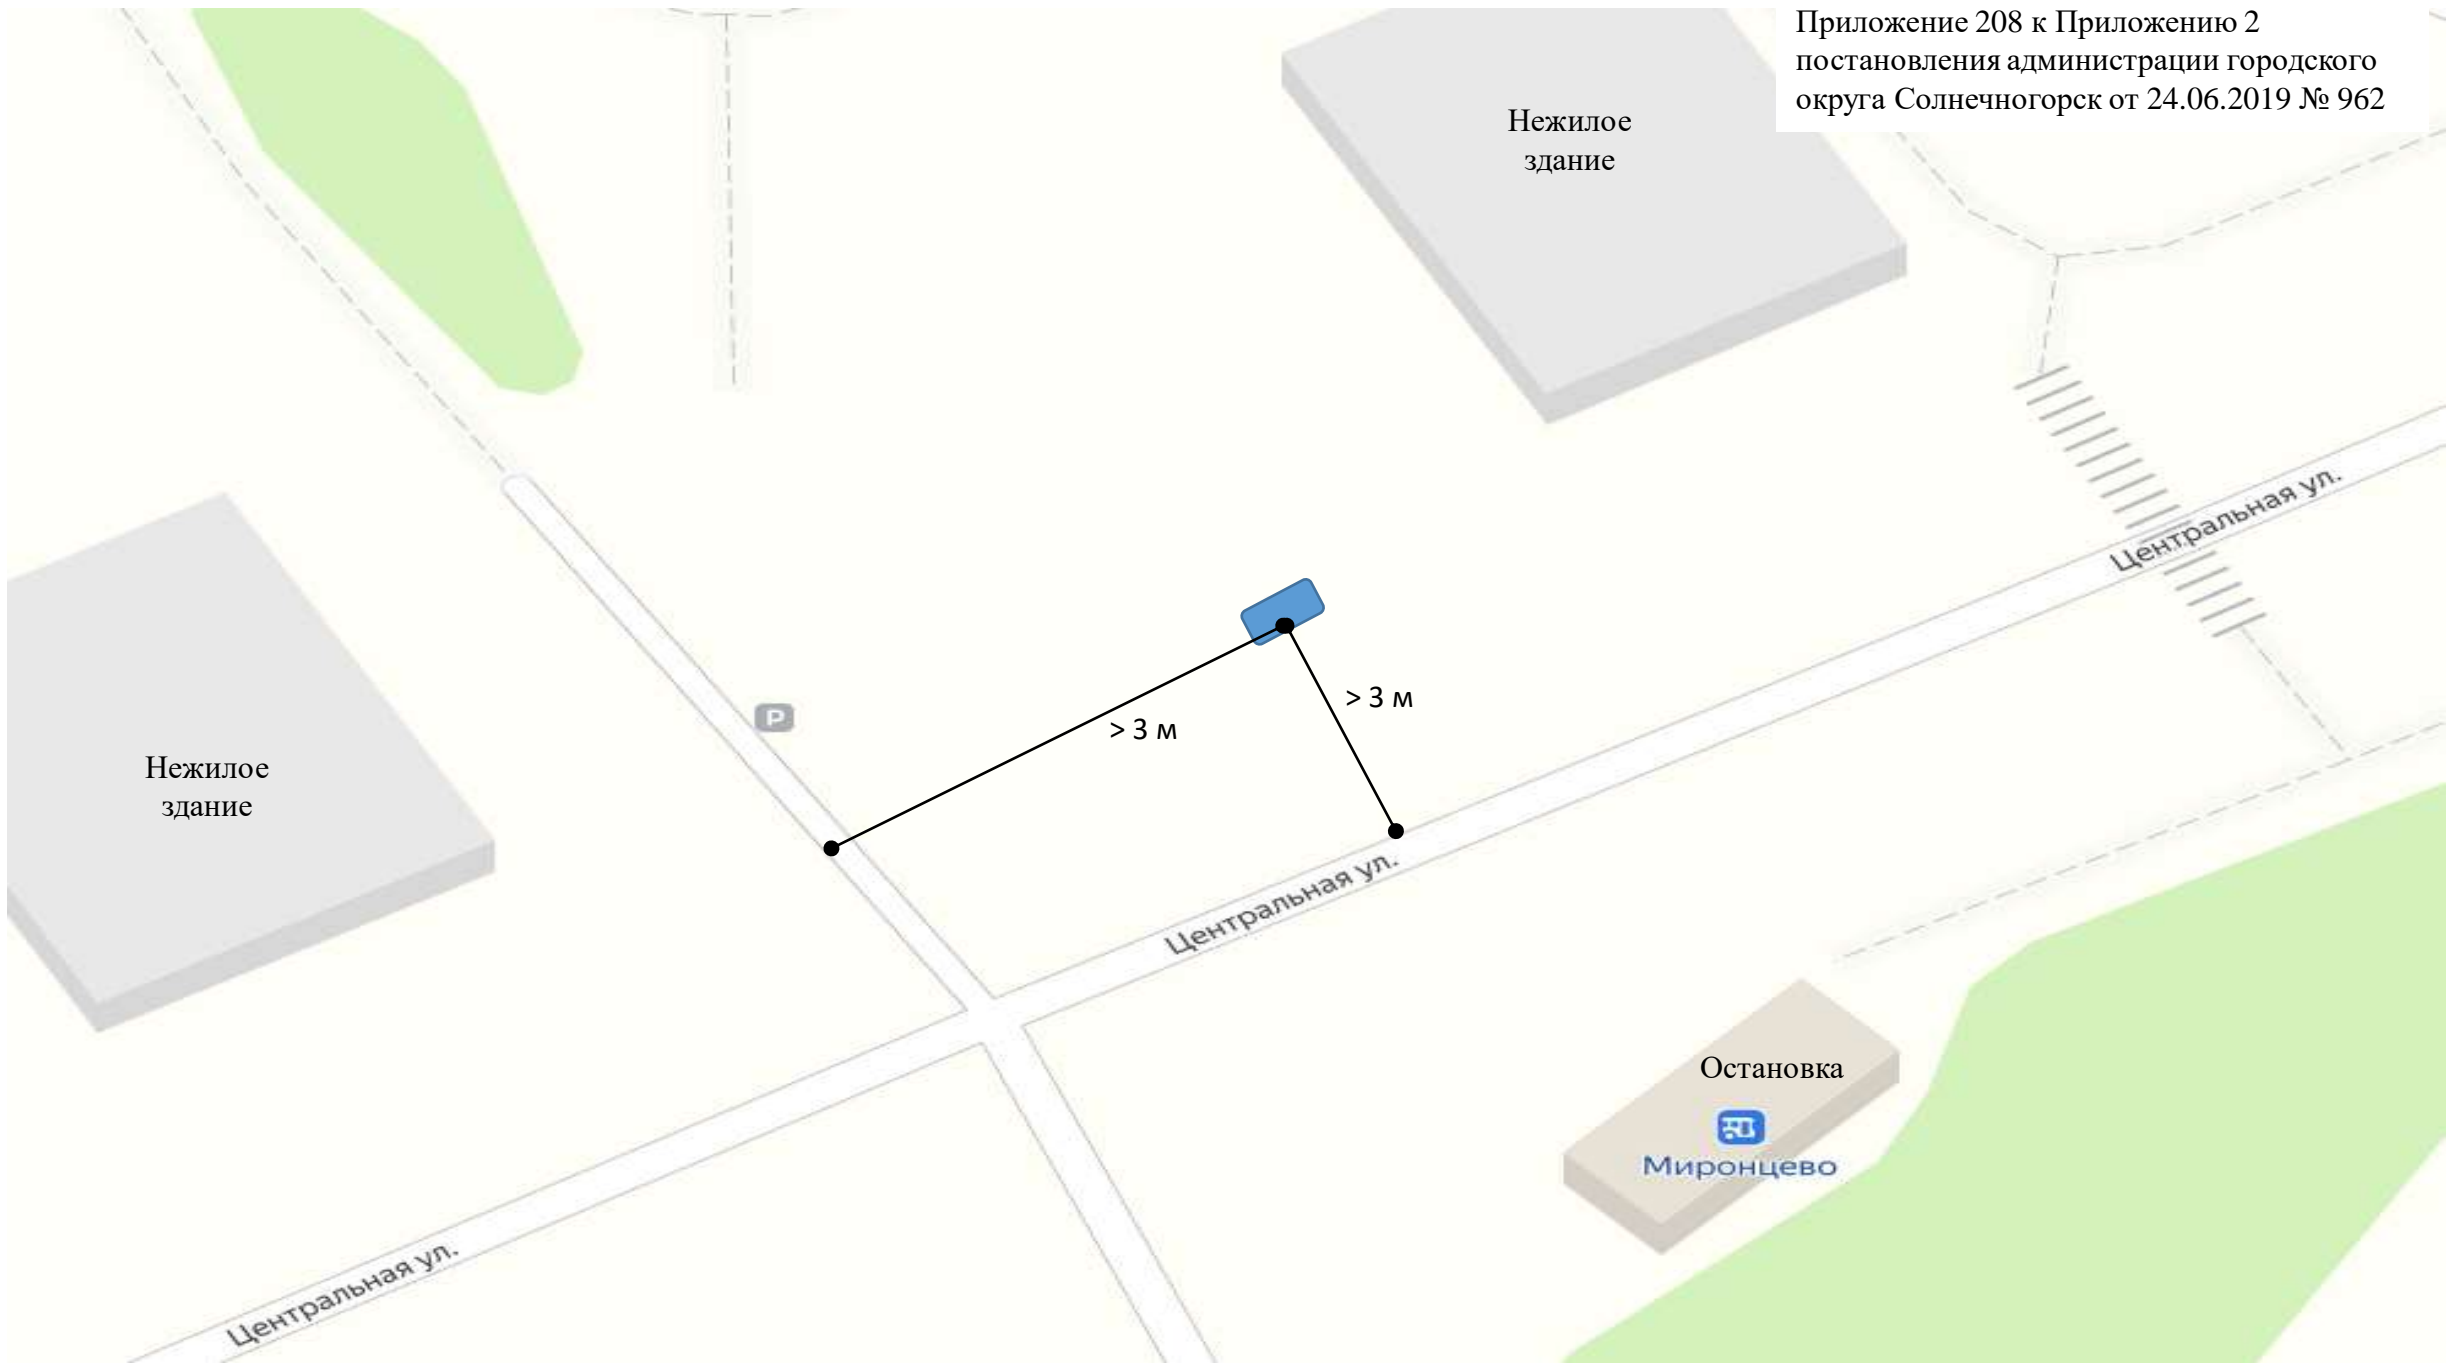 Приложение 208 к Приложению 2
постановления администрации городского
округа Солнечногорск от 24.06.2019 № 962
Нежилое
здание
Центральная ул.
> 3 м
P
> 3 м
Нежилое
здание
Центральная ул.
Остановка
Миронцево
Центральная ул.